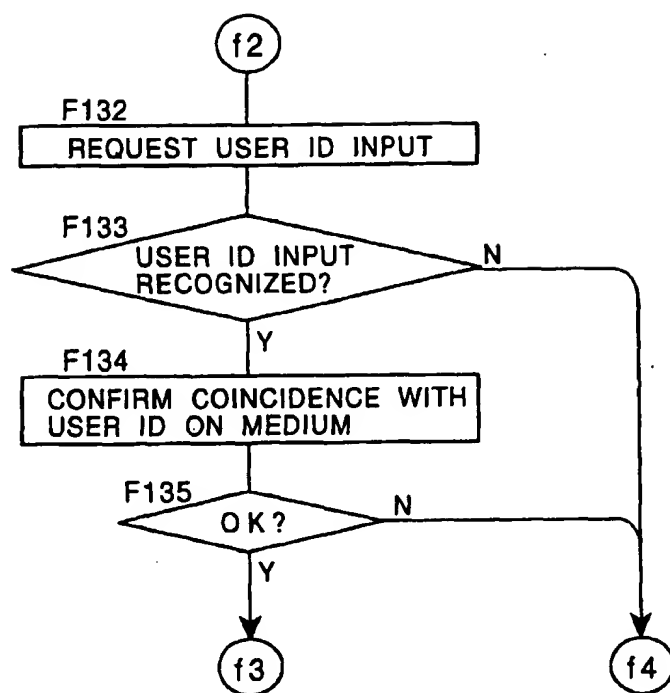 f2
F132
REQUEST USER ID INPUT
F133
USER ID INPUT
RECOGNIZED?
N
Y
F134
CONFIRM COINCIDENCE WITH
USER ID ON MEDIUM
F135
OK?
N
Y
f3
f4